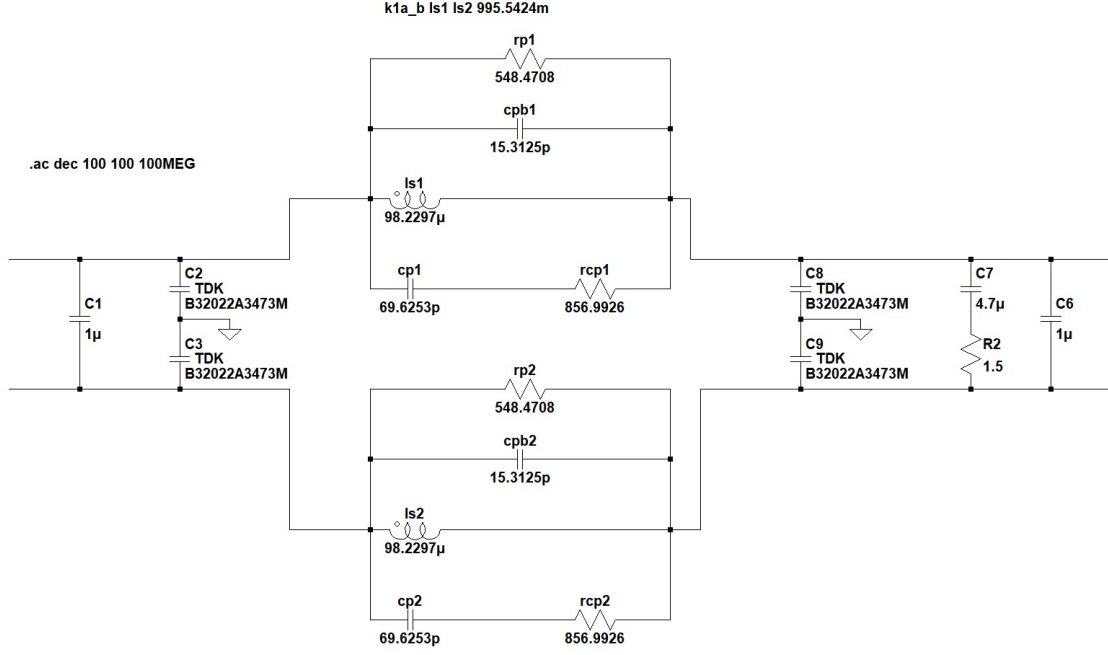 k1a_b ls1 ls2 995.5424m
rp1
548.4708
cpb1
15.3125p
.ac dec 100 100 100MEG
ls1
98.2297µ
cp1
69.6253p
rcp1
856.9926
C1
1µ
C2
TDK
B32022A3473M
C3
TDK
B32022A3473M
C8
TDK
B32022A3473M
C9
TDK
B32022A3473M
C7
4.7µ
R2
1.5
C6
1µ
rp2
548.4708
cpb2
15.3125p
ls2
98.2297µ
cp2
69.6253p
rcp2
856.9926